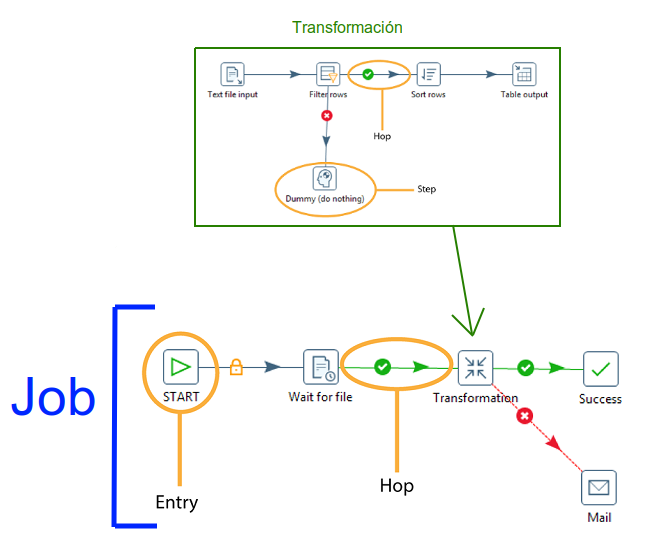 Transformación
Text file input
Filter rows
Sort rows
Table output
Hop
Dummy (do nothing)
Step
Job
START
Wait for file
Transformation
Success
Entry
Hop
Mail